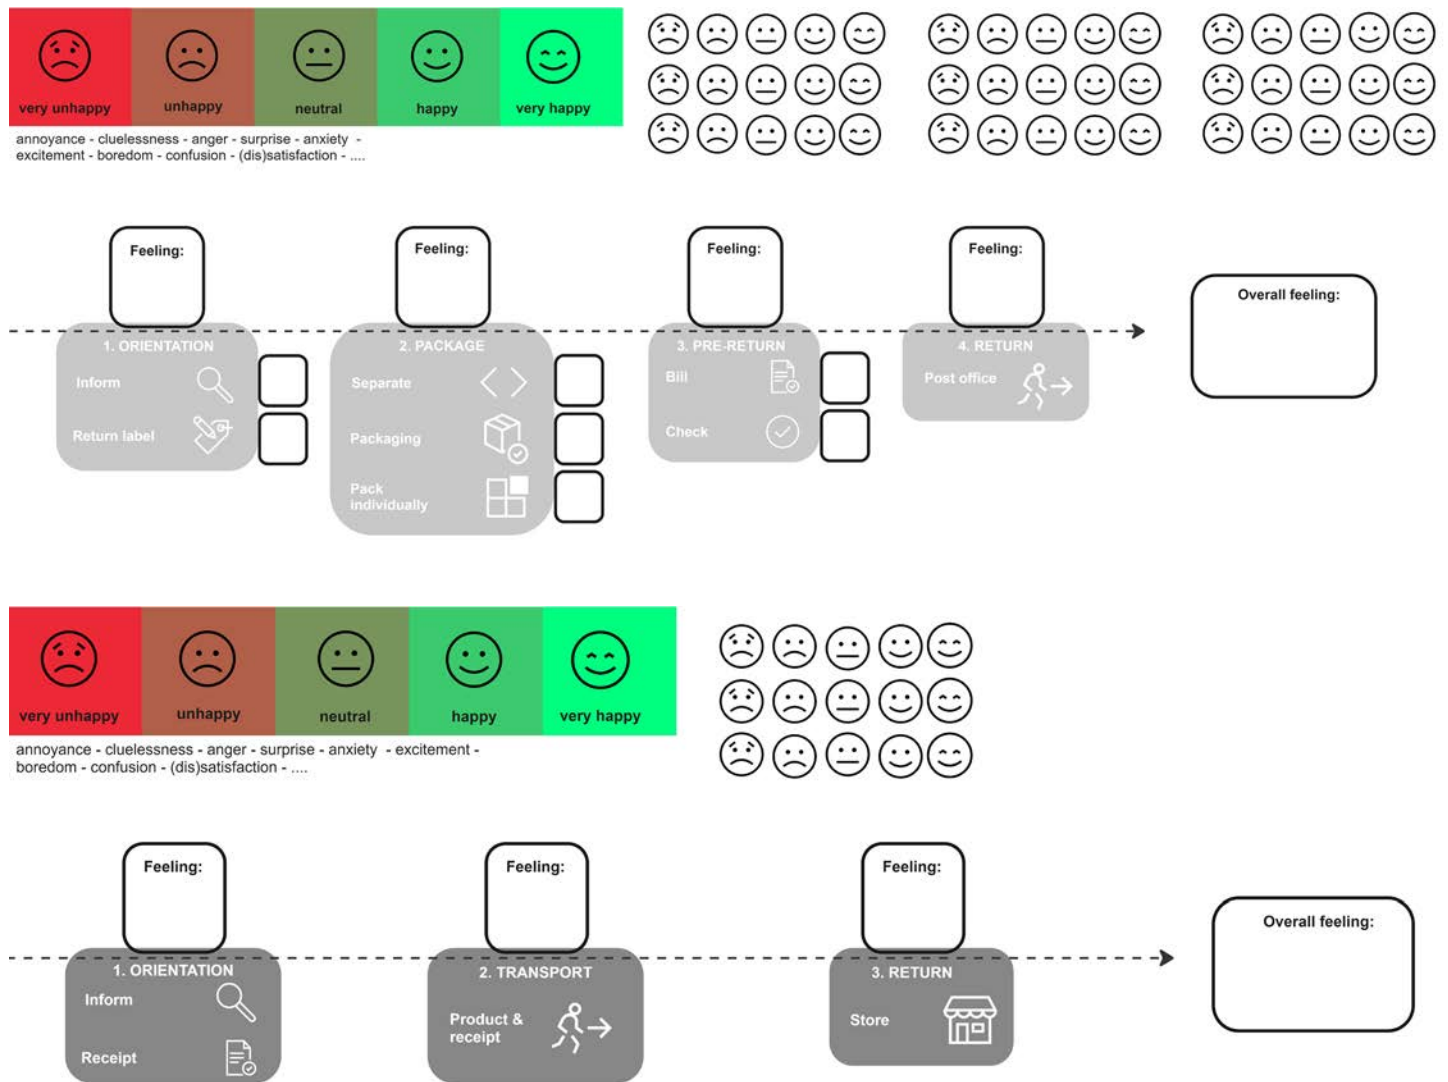 very unhappy
unhappy
neutral
happy
very happy
annoyance - cluelessness - anger - surprise - anxiety -
excitement - boredom - confusion - (dis)satisfaction - ....
Feeling:
Feeling:
Feeling:
Feeling:
Overall feeling:
1. ORIENTATION
Inform
Return label
2. PACKAGE
Separate
Packaging
Pack
individually
3. PRE-RETURN
Bill
Check
4. RETURN
Post office
very unhappy
unhappy
neutral
happy
very happy
annoyance - cluelessness - anger - surprise - anxiety - excitement -
boredom - confusion - (dis)satisfaction - ....
Feeling:
Feeling:
Feeling:
Overall feeling:
1. ORIENTATION
Inform
Receipt
2. TRANSPORT
Product &
receipt
3. RETURN
Store